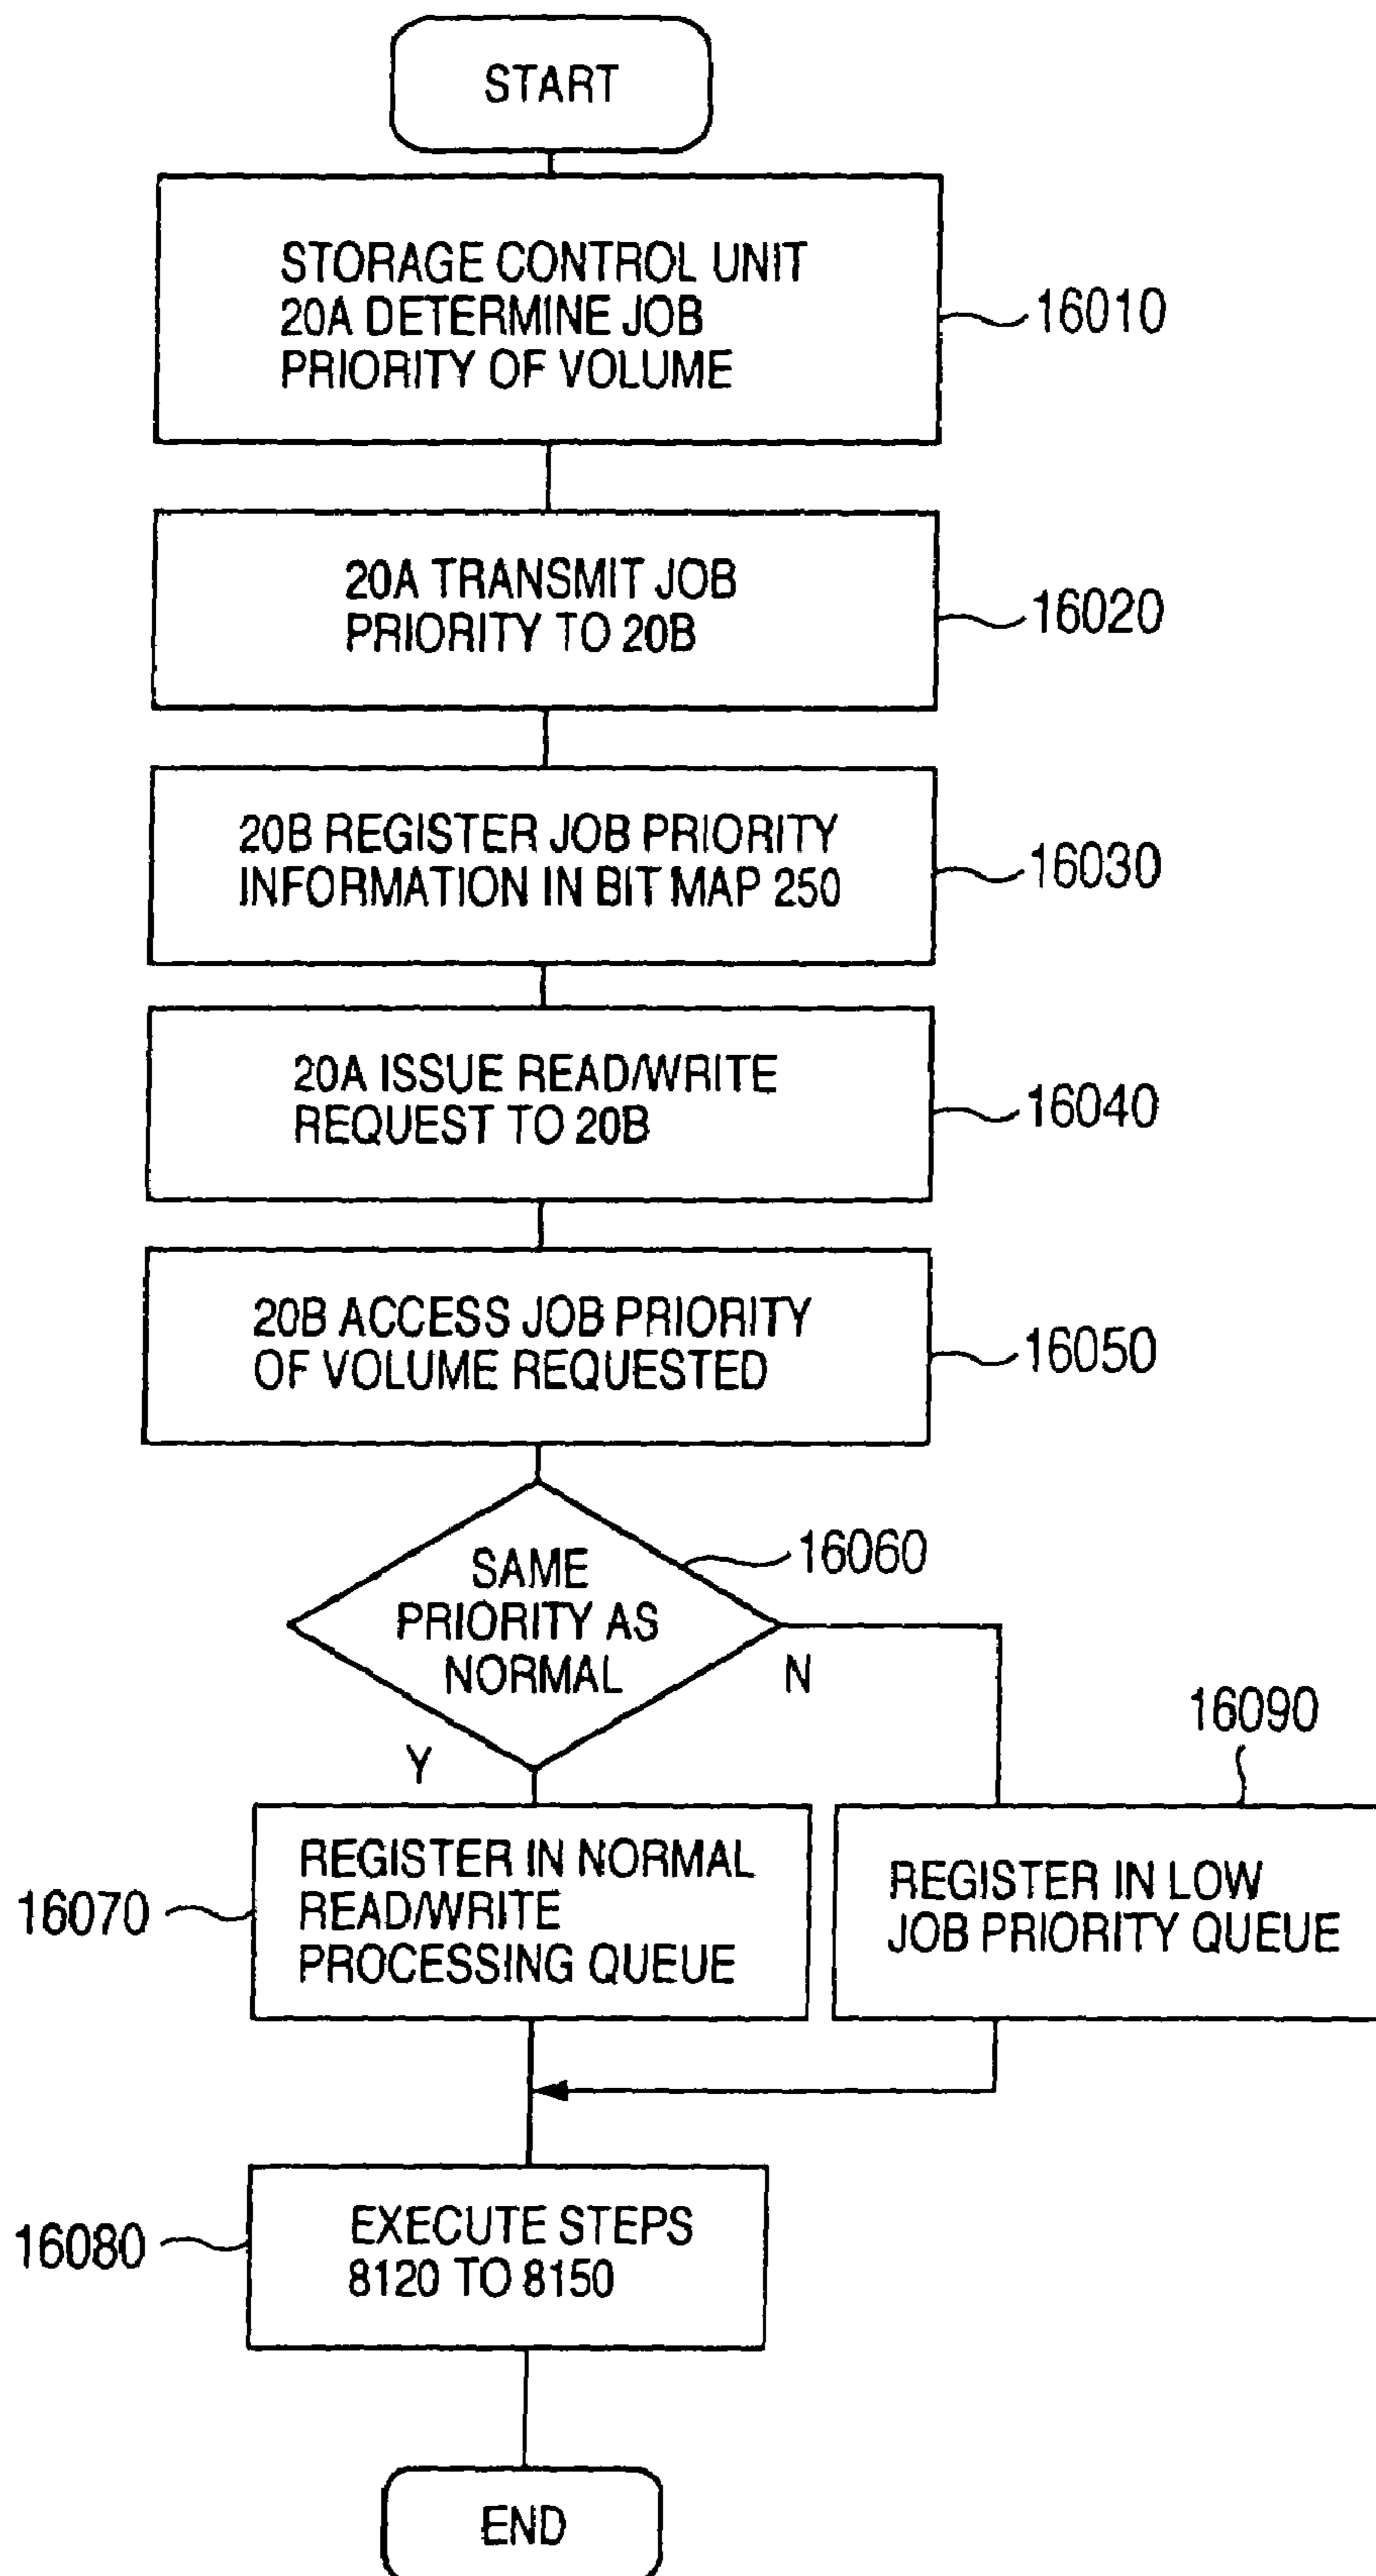 START
STORAGE CONTROL UNIT
20A DETERMINE JOB
PRIORITY OF VOLUME
16010
20A TRANSMIT JOB
PRIORITY TO 20B
16020
20B REGISTER JOB PRIORITY
INFORMATION IN BIT MAP 250
16030
20A ISSUE READ/WRITE
REQUEST TO 20B
16040
20B ACCESS JOB PRIORITY
OF VOLUME REQUESTED
16050
SAME
PRIORITY AS
NORMAL
16060
N
Y
16090
REGISTER IN NORMAL
READ/WRITE
PROCESSING QUEUE
16070
REGISTER IN LOW
JOB PRIORITY QUEUE
EXECUTE STEPS
8120 TO 8150
16080
END